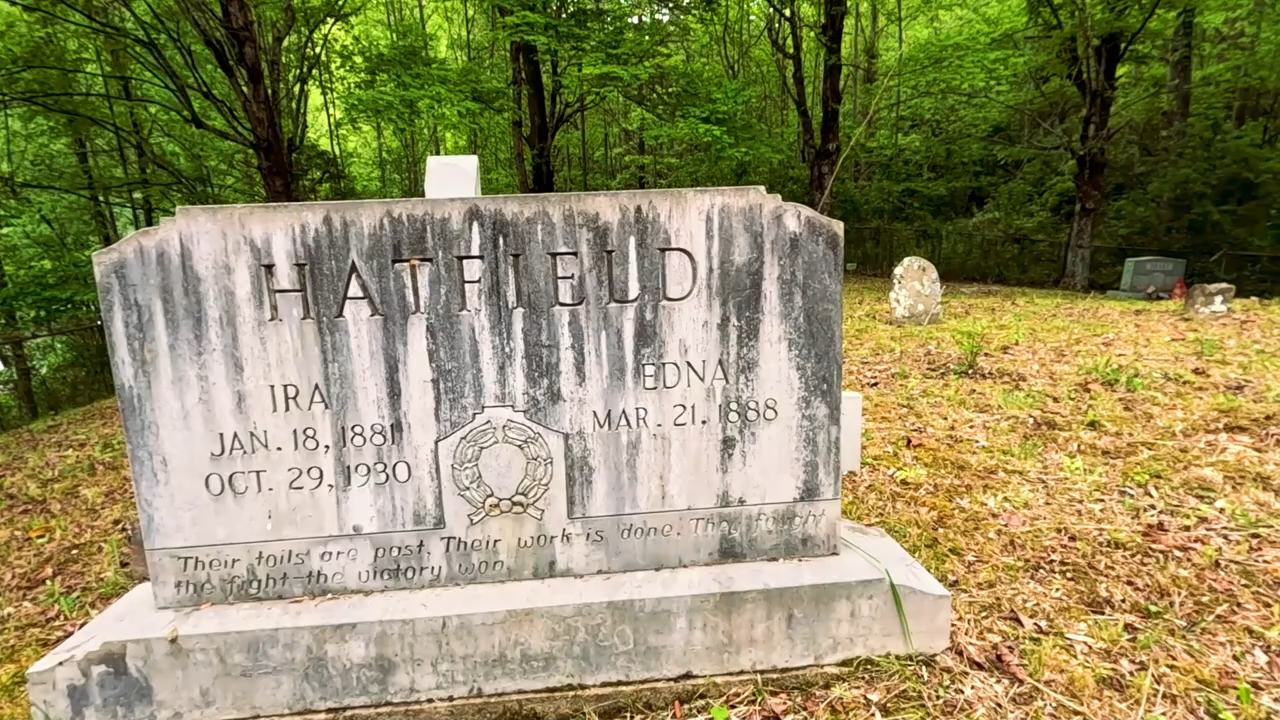 HATFIELD
IRA
JAN. 18, 1881
OCT. 29, 1930
EDNA
MAR. 21, 1888
Their toils are past, Their work is done, They fought
the fight-the victory won.